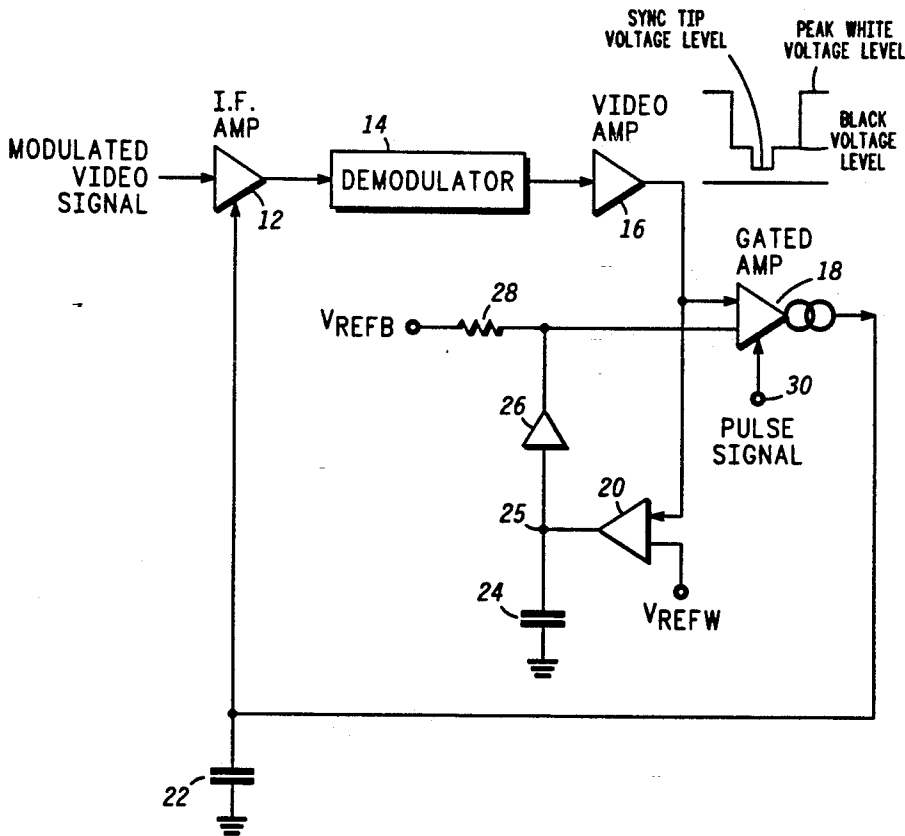 SYNC TIP
VOLTAGE LEVEL
PEAK WHITE
VOLTAGE LEVEL
I.F.
AMP
14
VIDEO
AMP
BLACK
VOLTAGE
LEVEL
MODULATED
VIDEO
SIGNAL
DEMODULATOR
12
16
GATED
AMP
18
28
VREFB
30
26
PULSE
SIGNAL
20
25
24
VREFW
22